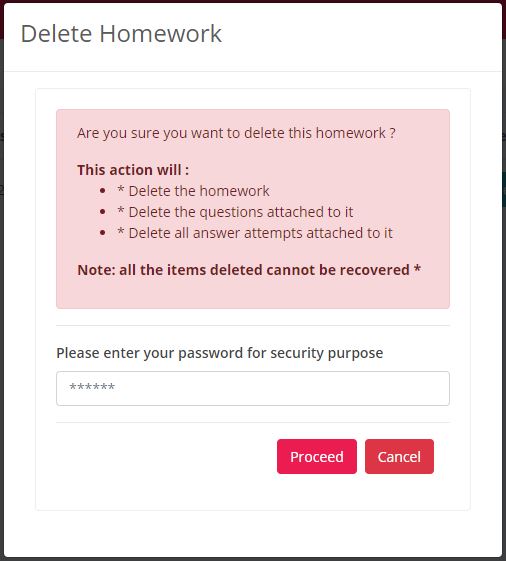 Delete Homework
Are you sure you want to delete this homework ?
This action will :
* Delete the homework
* Delete the questions attached to it
* Delete all answer attempts attached to it
Note: all the items deleted cannot be recovered *
Please enter your password for security purpose
******
Proceed Cancel